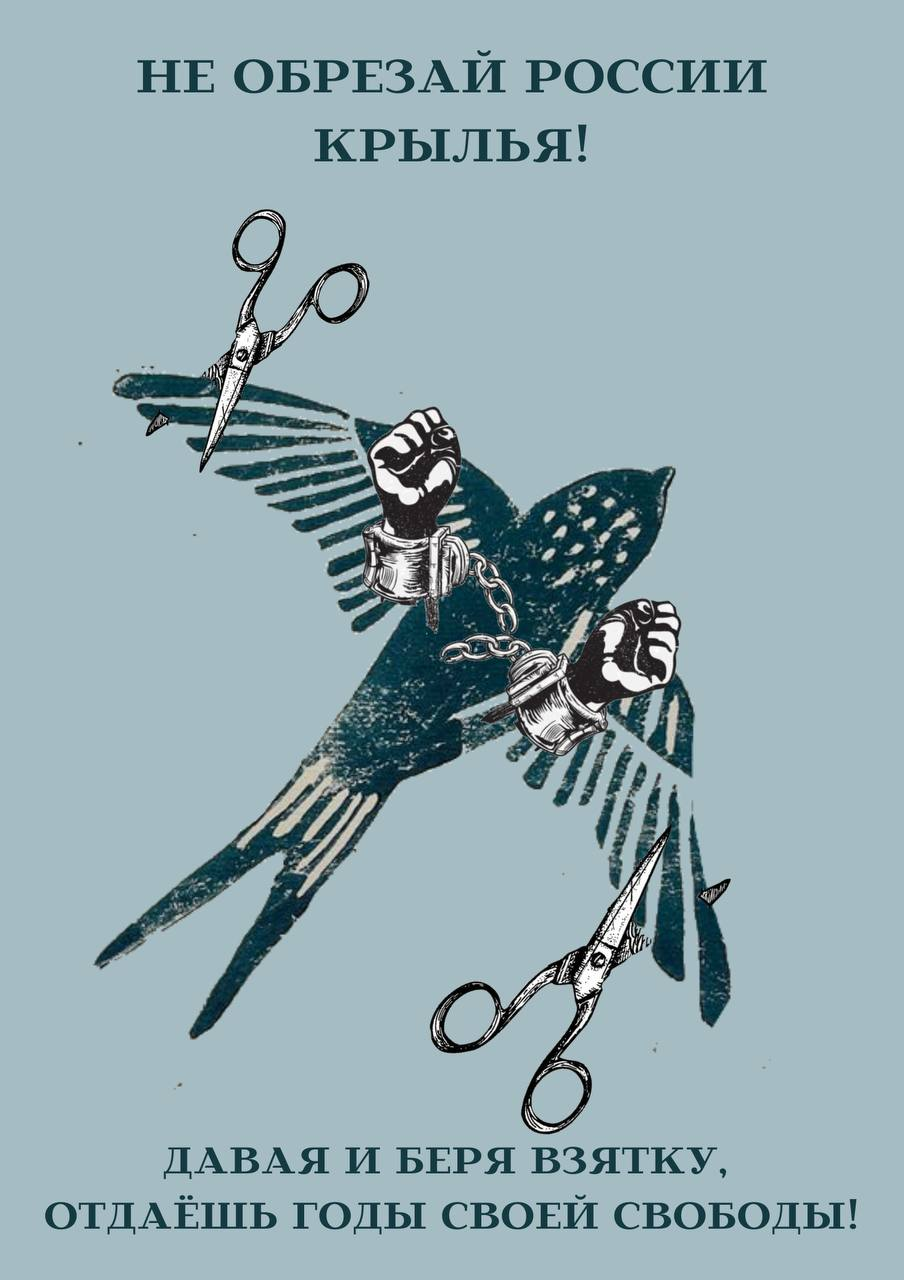 НЕ ОБРЕЗАЙ РОССИИ
КРЫЛЬЯ!
ДАВАЯ И БЕРЯ ВЗЯТКУ,
ОТДАЁШЬ ГОДЫ СВОЕЙ СВОБОДЫ!